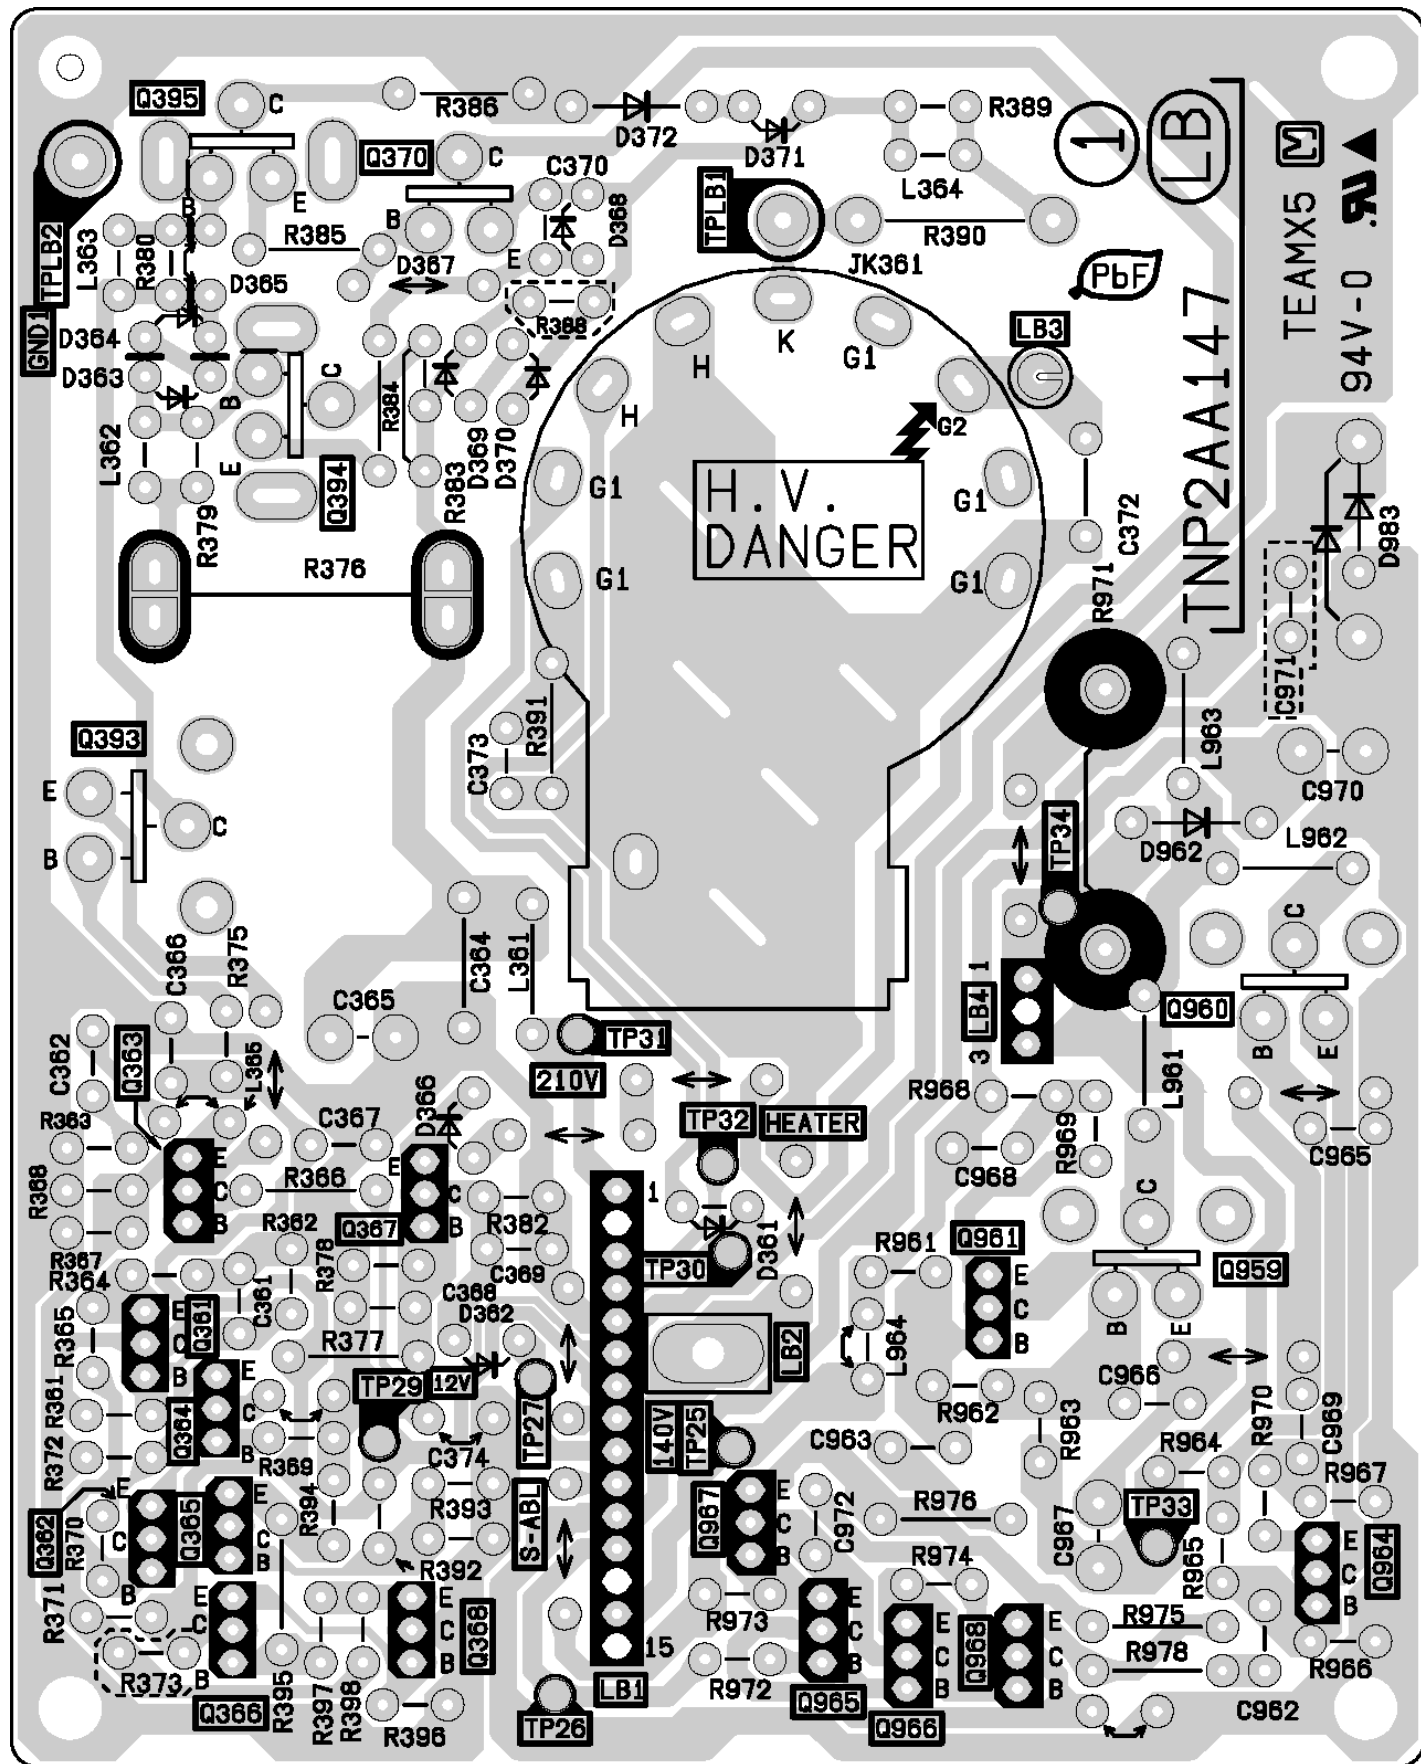 Q395
C
R386
D372
D371
R389
1
LB
M
TEAMX5
94V-0
TNP2AA147
Q370
C
C370
TPLB1
L364
R390
JK361
PbF
B
E
L363
R380
R385
B
D367
E
D368
TPLB2
D365
R388
GND1
D364
D363
B
C
E
R384
L362
Q394
D369
D370
R383
R379
R376
H
H
K
G1
G2
G1
G1
G1
G1
LB3
H.V.
DANGER
C372
R971
D983
C971
Q393
E
C
B
C373
R391
L963
C970
TP34
D962
L962
C366
R375
C365
C364
L361
LB4
1
3
Q960
C
B
E
C362
Q363
L365
TP31
210V
R968
L961
R363
C367
D366
TP32
HEATER
C968
R969
C965
R368
E
C
B
R366
E
C
B
R382
1
C
R367
R364
R362
Q367
R378
C369
TP30
D361
R961
Q961
E
C
B
Q959
B
E
R365
E
C
B
Q361
C361
C368
D362
R377
LB2
L964
R361
R372
Q364
E
C
B
TP29
12V
R369
C374
TP27
140V
TP25
R962
C963
R963
C966
R964
R970
C969
R967
Q362
R370
E
C
B
Q365
E
C
B
R394
R393
R392
S-ABL
Q967
E
C
B
C972
R976
R974
C967
TP33
R965
E
C
B
Q964
R371
R373
E
C
B
Q366
R395
R397
R398
E
C
B
Q368
R396
15
LB1
TP26
R973
R972
E
C
B
Q965
E
C
B
Q966
Q968
E
C
B
R975
R978
C962
R966